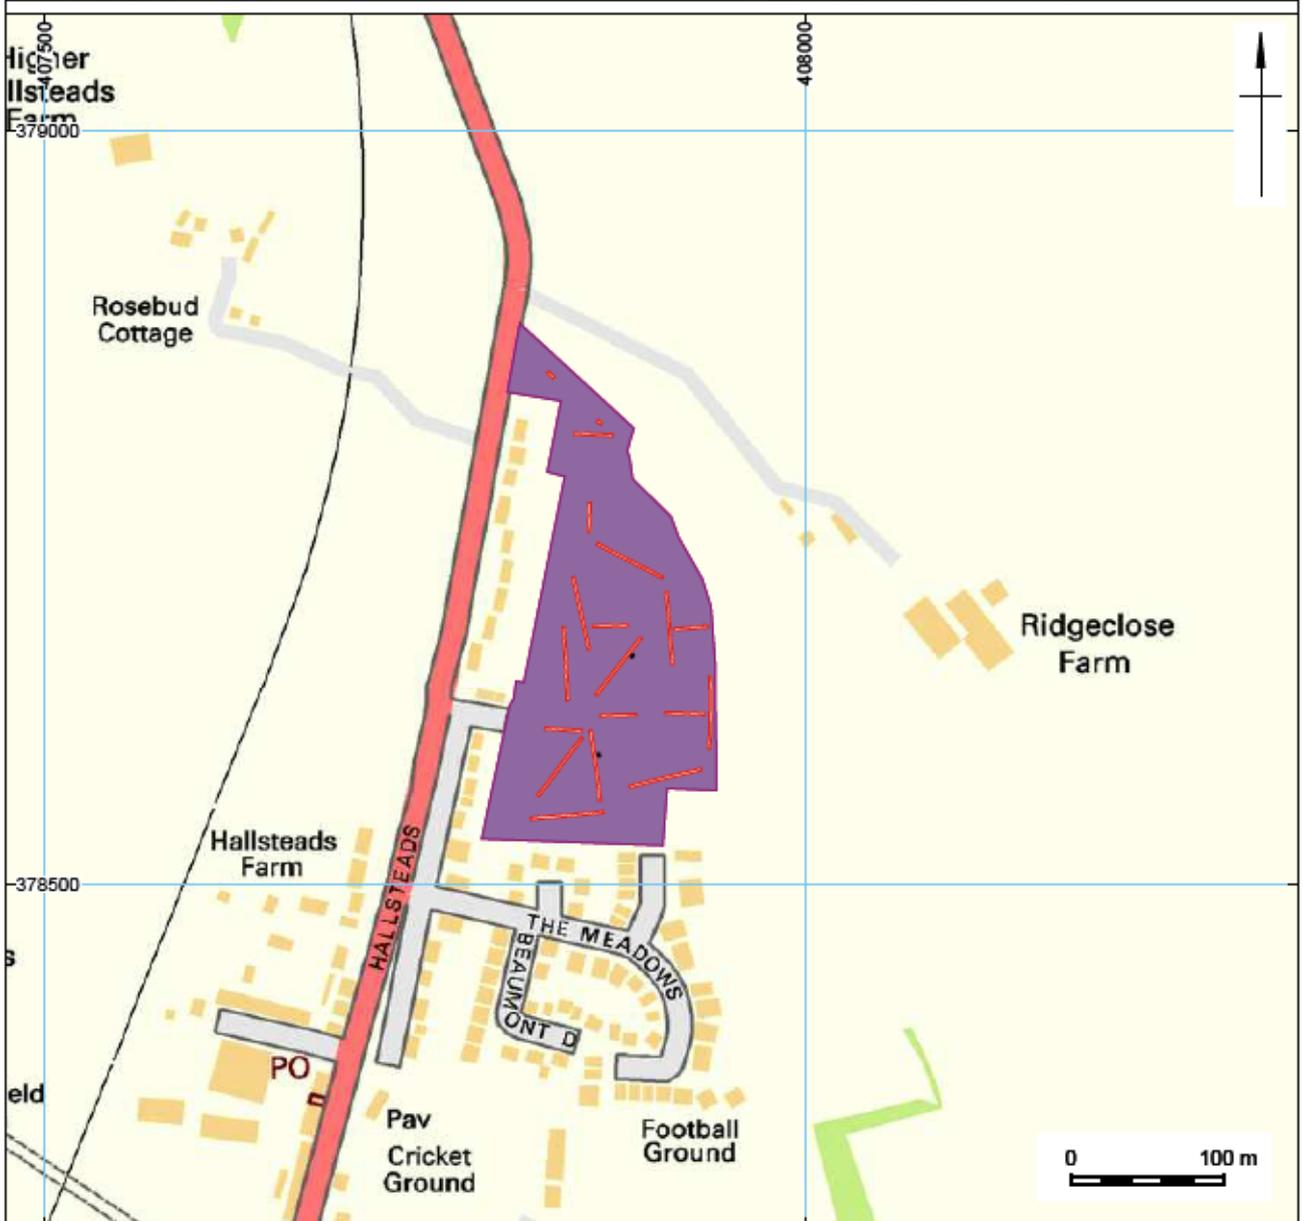 407500
408000
Higher
llsteads
Farm
379000
Rosebud
Cottage
Ridgeclose
Farm
Hallsteads
Farm
HALLSTEADS
378500
THE MEADOWS
BEAUMONT D
s
PO
eld
Pav
Cricket
Ground
Football
Ground
0 100 m